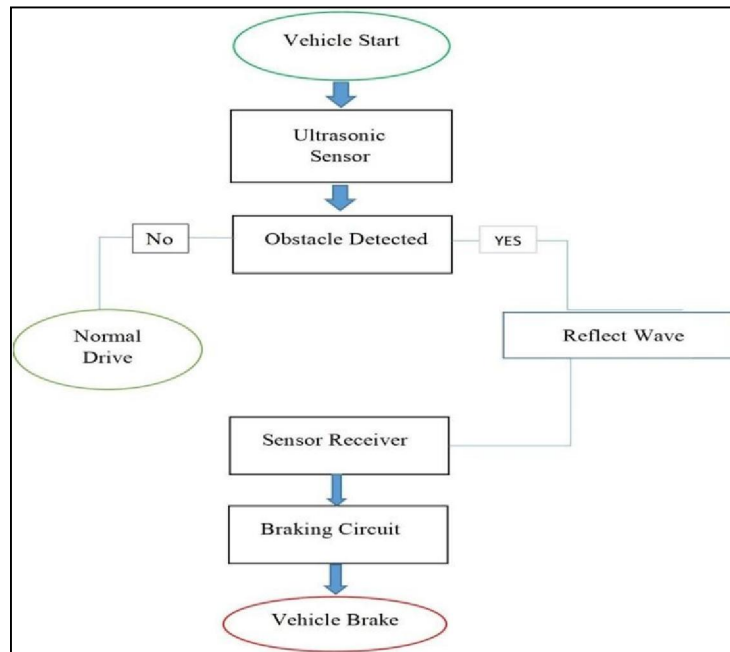 Vehicle Start
Ultrasonic
Sensor
Obstacle Detected
No
YES
Normal
Drive
Reflect Wave
Sensor Receiver
Braking Circuit
Vehicle Brake